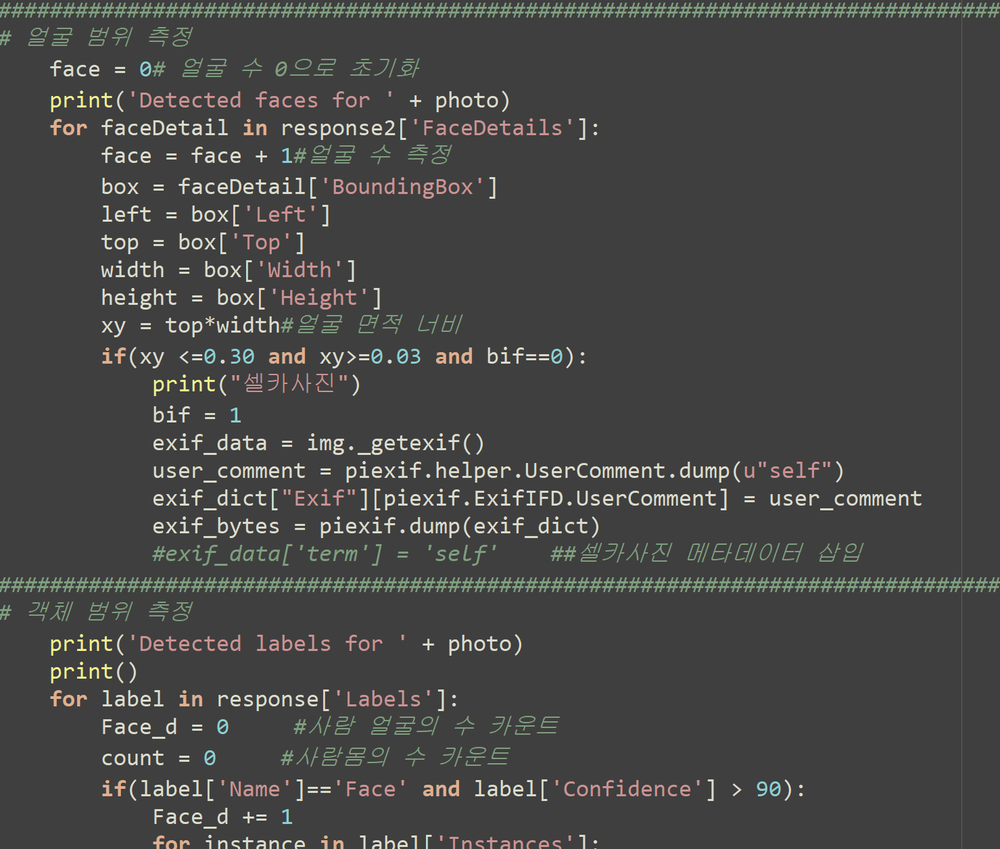 ###############################################################################
# 얼굴 범위 측정
    face = 0# 얼굴 수 0으로 초기화
    print('Detected faces for ' + photo)
    for faceDetail in response2['FaceDetails']:
        face = face + 1#얼굴 수 측정
        box = faceDetail['BoundingBox']
        left = box['Left']
        top = box['Top']
        width = box['Width']
        height = box['Height']
        xy = top*width#얼굴 면적 너비
        if(xy <=0.30 and xy>=0.03 and bif==0):
            print("셀카사진")
            bif = 1
            exif_data = img._getexif()
            user_comment = piexif.helper.UserComment.dump(u"self")
            exif_dict["Exif"][piexif.ExifIFD.UserComment] = user_comment
            exif_bytes = piexif.dump(exif_dict)
            #exif_data['term'] = 'self'    ##셀카사진 메타데이터 삽입
###############################################################################
# 객체 범위 측정
    print('Detected labels for ' + photo)
    print()
    for label in response['Labels']:
        Face_d = 0     #사람 얼굴의 수 카운트
        count = 0     #사람몸의 수 카운트
        if(label['Name']=='Face' and label['Confidence'] > 90):
            Face_d += 1
            for instance in label['Instances']: